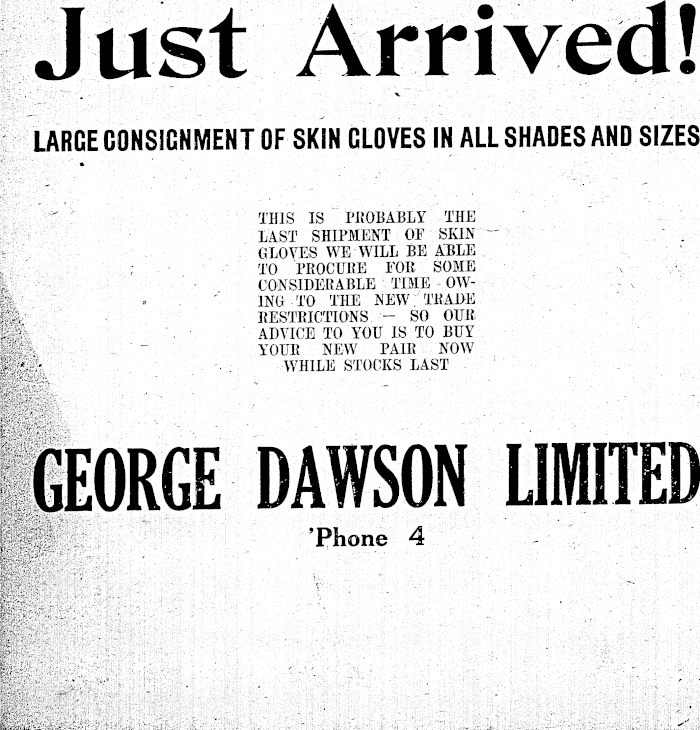 Just Arrived!
LARGE CONSIGNMENT OF SKIN GLOVES IN ALL SHADES AND SIZES
THIS IS PROBABLY THE
LAST SHIPMENT OF SKIN
GLOVES WE WILL BE ABLE
TO PROCURE FOR SOME
CONSIDERABLE TIME OW-
ING TO THE NEW TRADE
RESTRICTIONS — SO OUR
ADVICE TO YOU IS TO BUY
YOUR NEW PAIR NOW
WHILE STOCKS LAST
GEORGE DAWSON LIMITED
'Phone 4